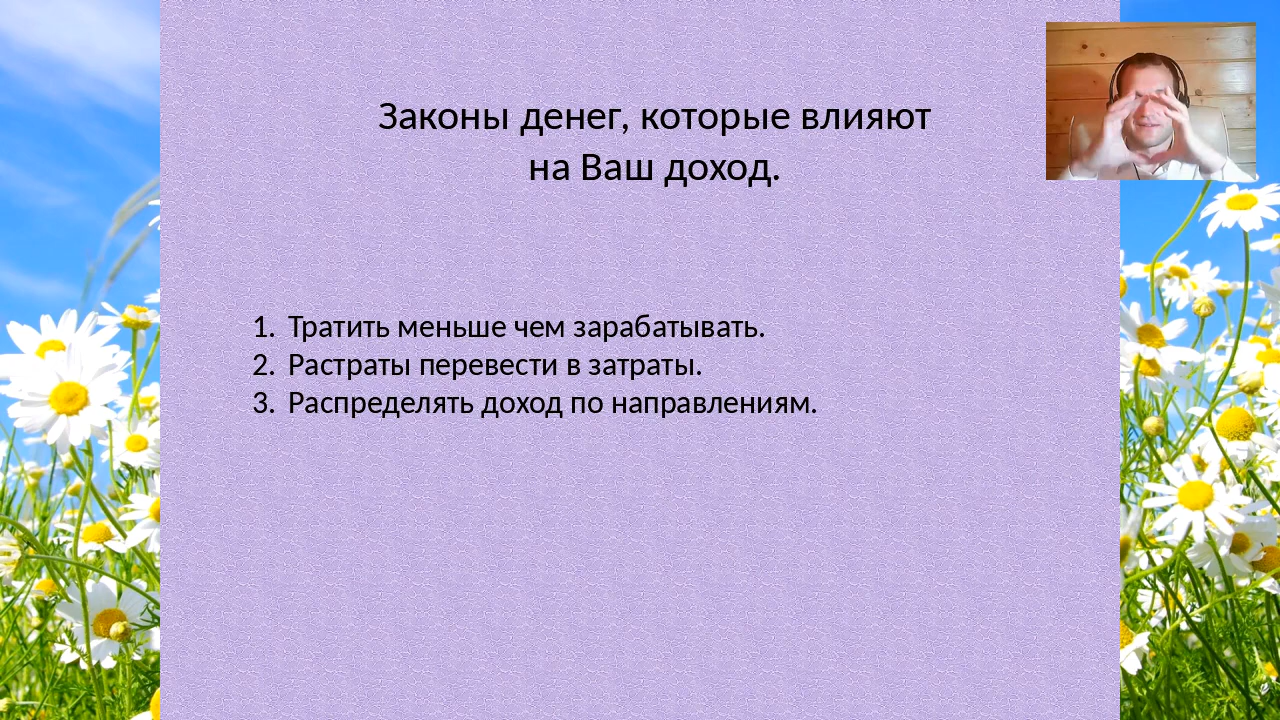 Законы денег, которые влияют
на Ваш доход.
1. Тратить меньше чем зарабатывать.
2. Растраты перевести в затраты.
3. Распределять доход по направлениям.